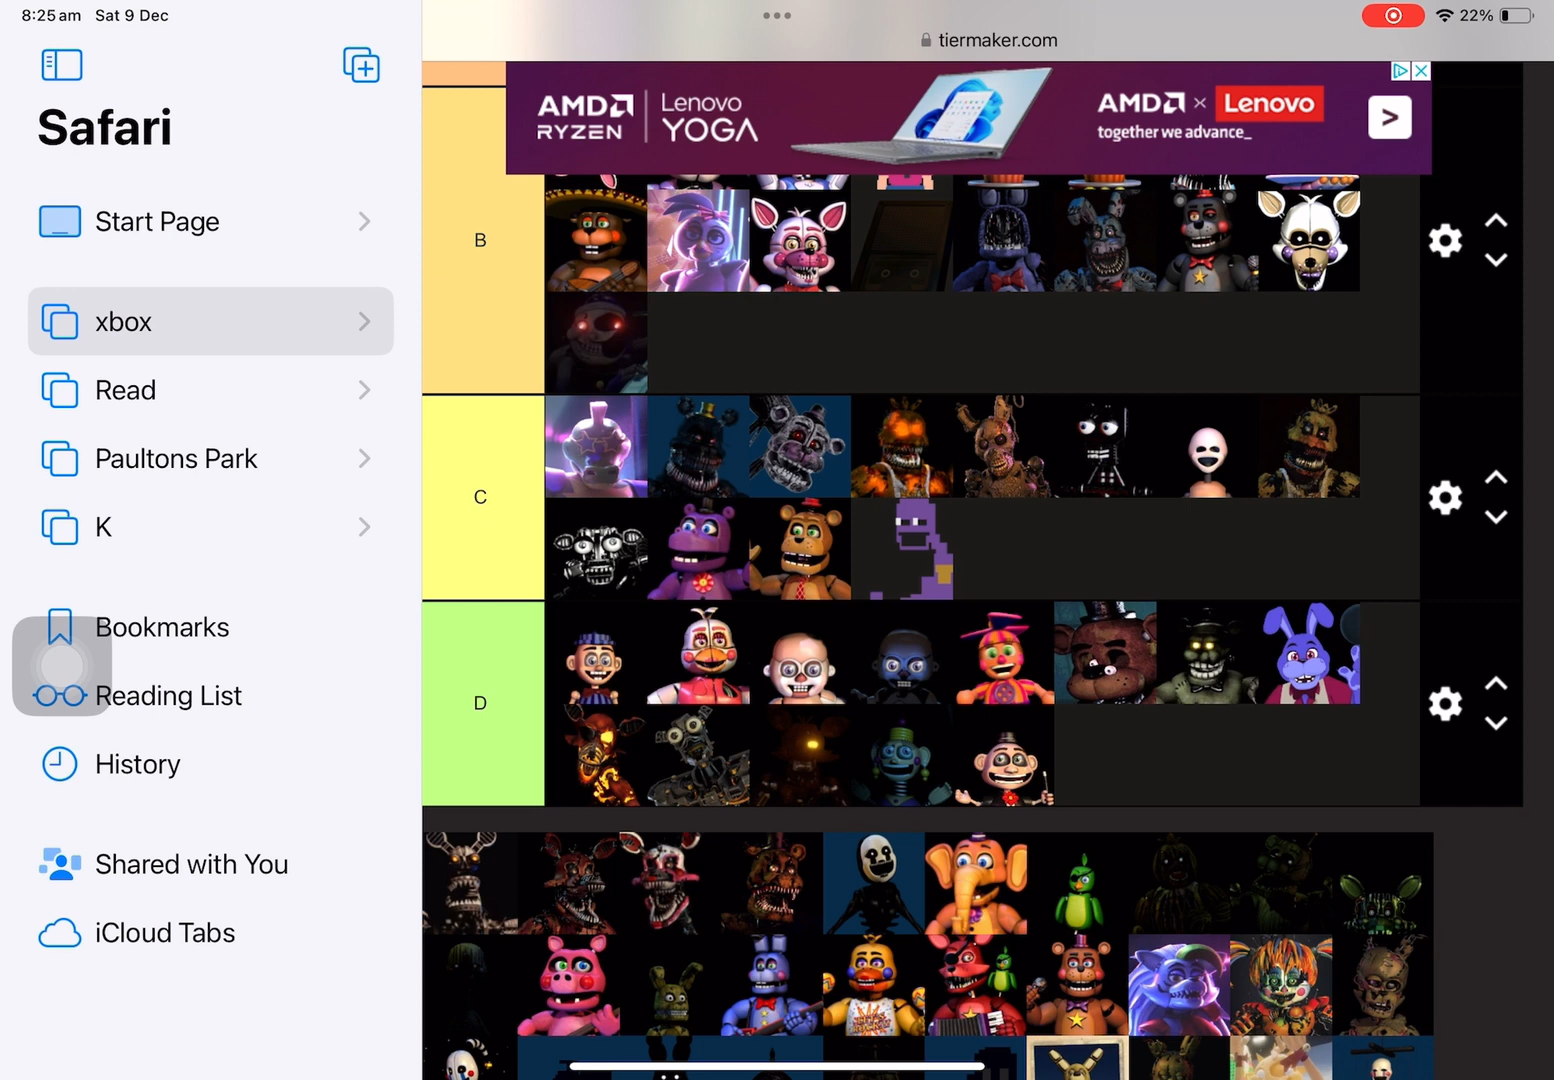 8:25 am Sat 9 Dec
22%
tiermaker.com
Safari
Start Page
xbox
Read
Paultons Park
K
Bookmarks
Reading List
History
Shared with You
iCloud Tabs
AMD
RYZEN
Lenovo
YOGA
AMD × Lenovo
together we advance_
>
B
C
D